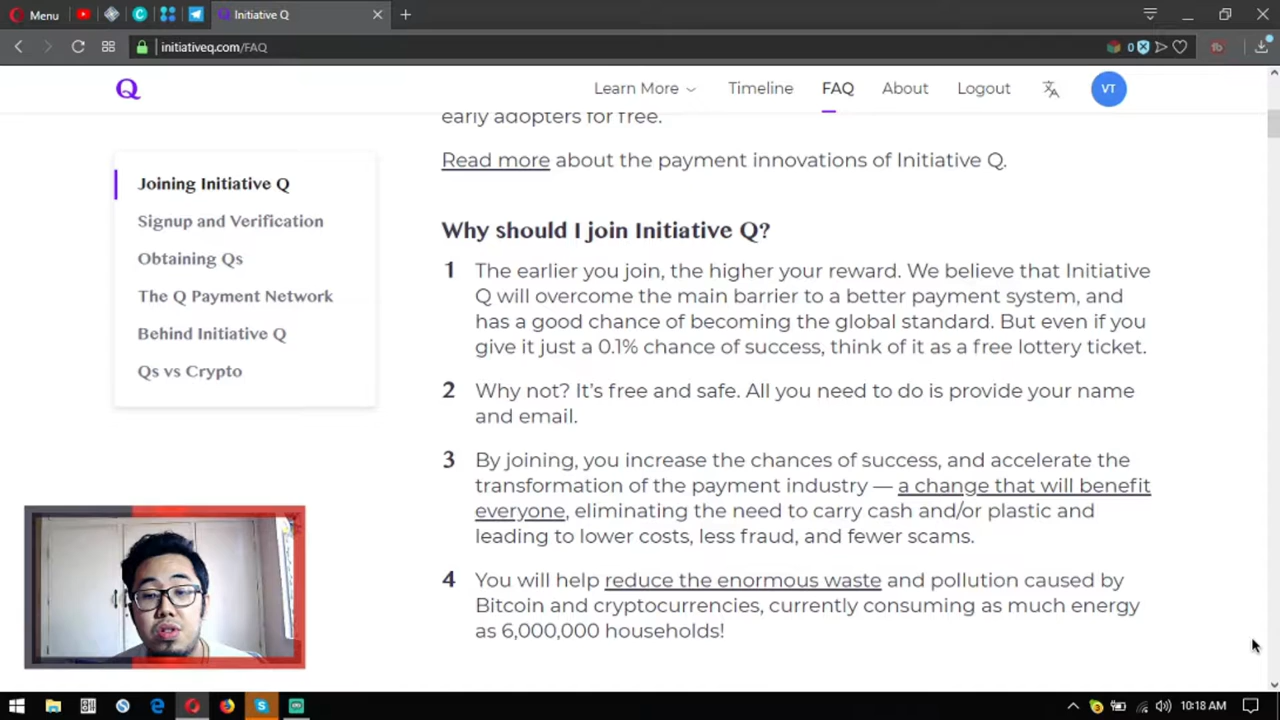 Menu
Initiative Q
initiativeq.com/FAQ
0
Q
Learn More
Timeline
FAQ
About
Logout
VT
Joining Initiative Q
Signup and Verification
Obtaining Qs
The Q Payment Network
Behind Initiative Q
Qs vs Crypto
early adopters for free.
Read more about the payment innovations of Initiative Q.
Why should I join Initiative Q?
1 The earlier you join, the higher your reward. We believe that Initiative
Q will overcome the main barrier to a better payment system, and
has a good chance of becoming the global standard. But even if you
give it just a 0.1% chance of success, think of it as a free lottery ticket.
2 Why not? It's free and safe. All you need to do is provide your name
and email.
3 By joining, you increase the chances of success, and accelerate the
transformation of the payment industry — a change that will benefit
everyone, eliminating the need to carry cash and/or plastic and
leading to lower costs, less fraud, and fewer scams.
4 You will help reduce the enormous waste and pollution caused by
Bitcoin and cryptocurrencies, currently consuming as much energy
as 6,000,000 households!
10:18 AM